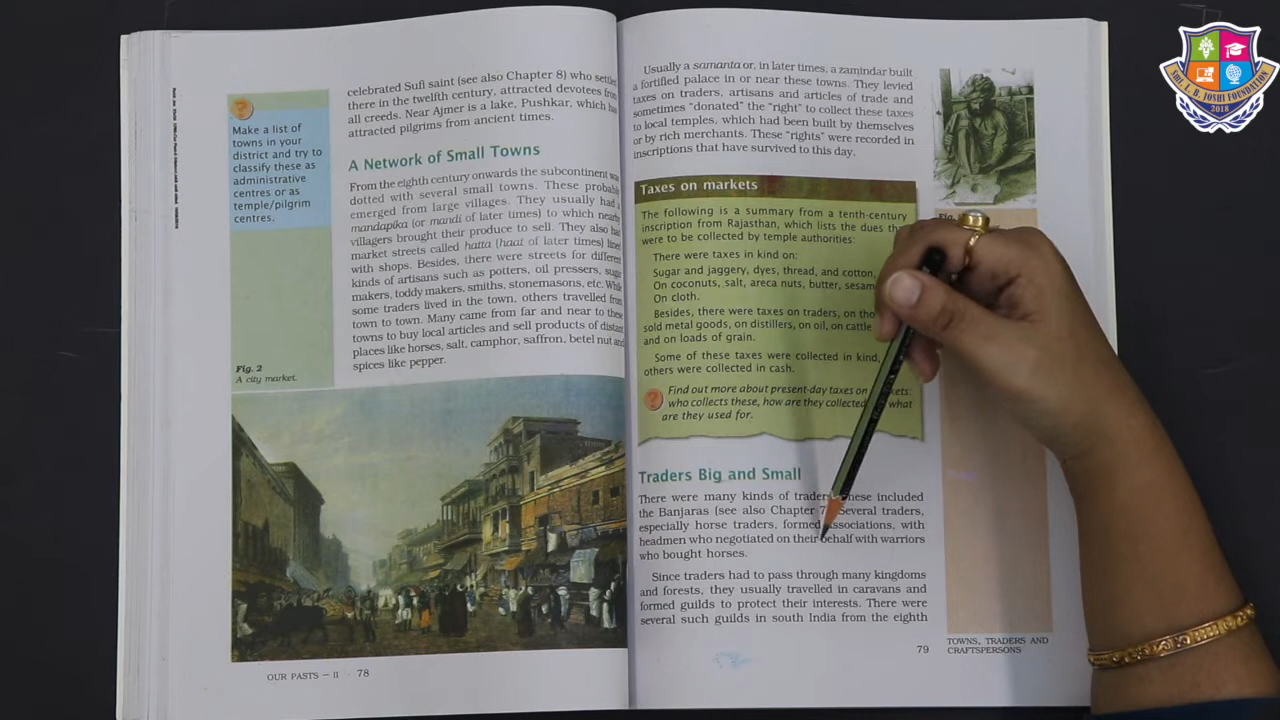 celebrated Sufi saint (see also Chapter 8) who settled
there in the twelfth century, attracted devotees from
all creeds. Near Ajmer is a lake, Pushkar, which has
attracted pilgrims from ancient times.
Make a list of
towns in your
district and try to
classify these as
administrative
centres or as
temple/pilgrim
centres.
A Network of Small Towns
From the eighth century onwards the subcontinent was
dotted with several small towns. These probably
emerged from large villages. They usually had a
mandapika (or mandi of later times) to which nearby
villagers brought their produce to sell. They also had
market streets called hatta (haat of later times) lined
with shops. Besides, there were streets for different
kinds of artisans such as potters, oil pressers, sugar
makers, toddy makers, smiths, stonemasons, etc. While
some traders lived in the town, others travelled from
town to town. Many came from far and near to these
towns to buy local articles and sell products of distant
places like horses, salt, camphor, saffron, betel nut and
spices like pepper.
Fig. 2
A city market.
OUR PASTS – II 78
Usually a samanta or, in later times, a zamindar built
a fortified palace in or near these towns. They levied
taxes on traders, artisans and articles of trade and
sometimes "donated" the "right" to collect these taxes
to local temples, which had been built by themselves
or by rich merchants. These "rights" were recorded in
inscriptions that have survived to this day.
Taxes on markets
The following is a summary from a tenth-century
inscription from Rajasthan, which lists the dues
were to be collected by temple authorities:
There were taxes in kind on:
Sugar and jaggery, dyes, thread, and cotton,
On coconuts, salt, areca nuts, butter, sesam
On cloth.
Besides, there were taxes on traders, on tho
sold metal goods, on distillers, on oil, on cattle
and on loads of grain.
Some of these taxes were collected in kind,
others were collected in cash.
Find out more about present-day taxes on
who collects these, how are they collected what
are they used for.
Fig.
Traders Big and Small
There were many kinds of traders. These included
the Banjaras (see also Chapter 7). Several traders,
especially horse traders, formed associations, with
headmen who negotiated on their behalf with warriors
who bought horses.
Since traders had to pass through many kingdoms
and forests, they usually travelled in caravans and
formed guilds to protect their interests. There were
several such guilds in south India from the eighth
79
TOWNS, TRADERS AND
CRAFTSPERSONS
SHRI. L. B. JOSHI FOUNDATION
2018